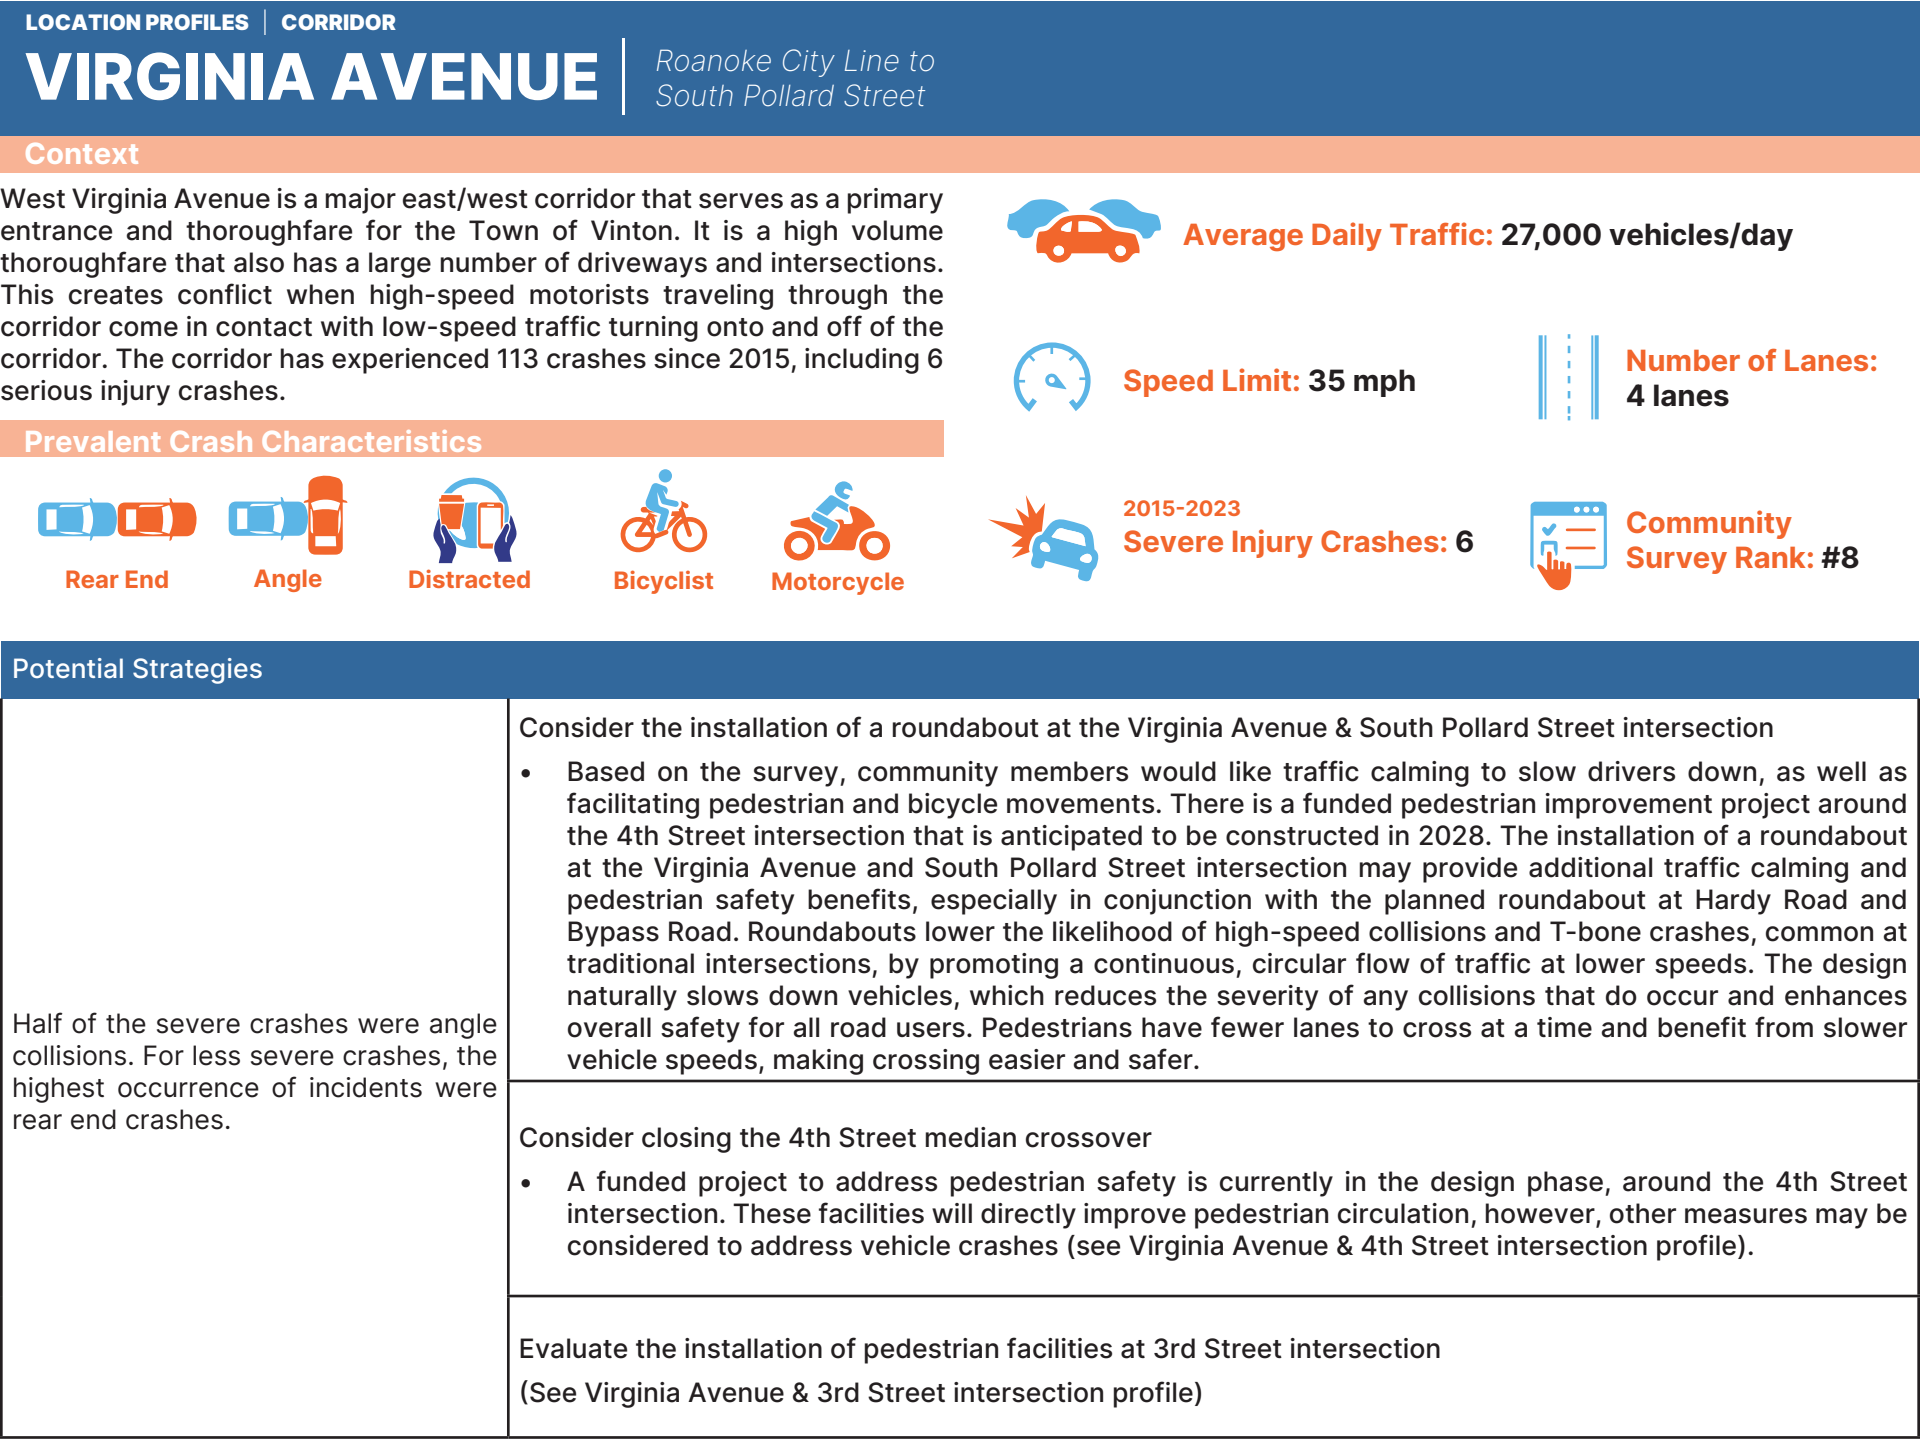 LOCATION PROFILES | CORRIDOR
VIRGINIA AVENUE
Roanoke City Line to
South Pollard Street
Context
West Virginia Avenue is a major east/west corridor that serves as a primary
entrance and thoroughfare for the Town of Vinton. It is a high volume
thoroughfare that also has a large number of driveways and intersections.
This creates conflict when high-speed motorists traveling through the
corridor come in contact with low-speed traffic turning onto and off of the
corridor. The corridor has experienced 113 crashes since 2015, including 6
serious injury crashes.
Prevalent Crash Characteristics
Rear End
Angle
Distracted
Bicyclist
Motorcycle
Average Daily Traffic: 27,000 vehicles/day
Speed Limit: 35 mph
Number of Lanes:
4 lanes
2015-2023
Severe Injury Crashes: 6
Community
Survey Rank: #8
Potential Strategies
Half of the severe crashes were angle
collisions. For less severe crashes, the
highest occurrence of incidents were
rear end crashes.
Consider the installation of a roundabout at the Virginia Avenue & South Pollard Street intersection
• Based on the survey, community members would like traffic calming to slow drivers down, as well as
facilitating pedestrian and bicycle movements. There is a funded pedestrian improvement project around
the 4th Street intersection that is anticipated to be constructed in 2028. The installation of a roundabout
at the Virginia Avenue and South Pollard Street intersection may provide additional traffic calming and
pedestrian safety benefits, especially in conjunction with the planned roundabout at Hardy Road and
Bypass Road. Roundabouts lower the likelihood of high-speed collisions and T-bone crashes, common at
traditional intersections, by promoting a continuous, circular flow of traffic at lower speeds. The design
naturally slows down vehicles, which reduces the severity of any collisions that do occur and enhances
overall safety for all road users. Pedestrians have fewer lanes to cross at a time and benefit from slower
vehicle speeds, making crossing easier and safer.
Consider closing the 4th Street median crossover
• A funded project to address pedestrian safety is currently in the design phase, around the 4th Street
intersection. These facilities will directly improve pedestrian circulation, however, other measures may be
considered to address vehicle crashes (see Virginia Avenue & 4th Street intersection profile).
Evaluate the installation of pedestrian facilities at 3rd Street intersection
(See Virginia Avenue & 3rd Street intersection profile)